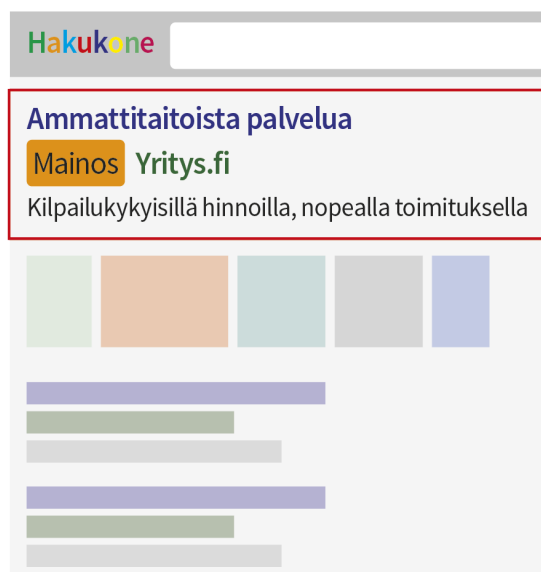 Hakukone
Ammattitaitoista palvelua
Mainos Yritys.fi
Kilpailukykyisillä hinnoilla, nopealla toimituksella